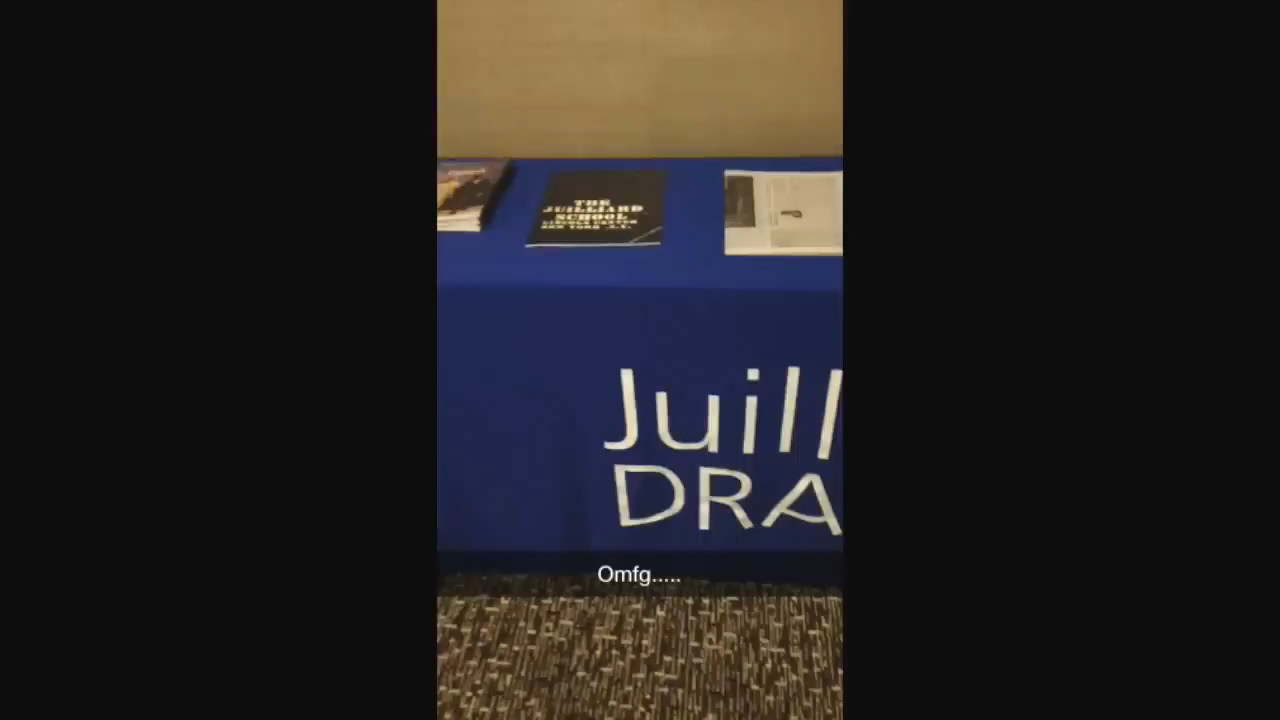 THE
JUILLIARD
SCHOOL
LINCOLN CENTER
NEW YORK .N.Y.
Juill
DRA
Omfg.....